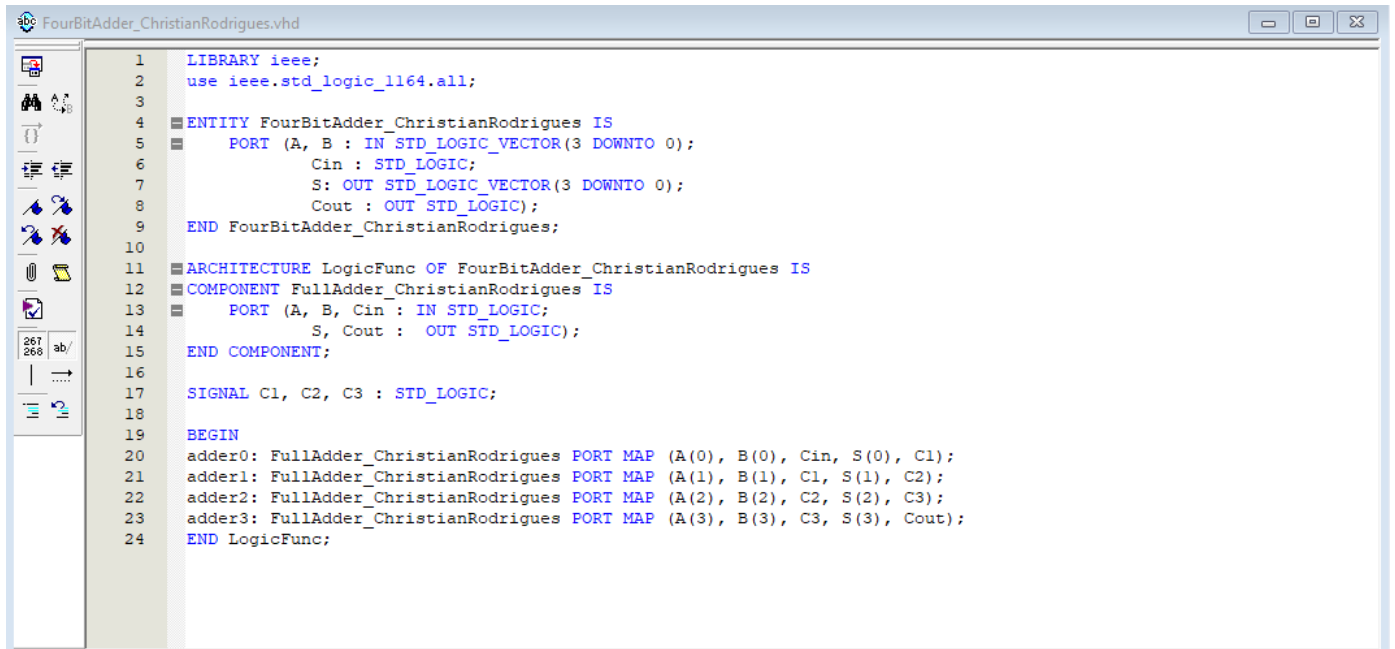 FourBitAdder_ChristianRodrigues.vhd
1 LIBRARY ieee;
2 use ieee.std_logic_1164.all;
3
4 ENTITY FourBitAdder_ChristianRodrigues IS
5 PORT (A, B : IN STD_LOGIC_VECTOR(3 DOWNTO 0);
6 Cin : STD_LOGIC;
7 S: OUT STD_LOGIC_VECTOR(3 DOWNTO 0);
8 Cout : OUT STD_LOGIC);
9 END FourBitAdder_ChristianRodrigues;
10
11 ARCHITECTURE LogicFunc OF FourBitAdder_ChristianRodrigues IS
12 COMPONENT FullAdder_ChristianRodrigues IS
13 PORT (A, B, Cin : IN STD_LOGIC;
14 S, Cout :  OUT STD_LOGIC);
15 END COMPONENT;
16
17 SIGNAL C1, C2, C3 : STD_LOGIC;
18
19 BEGIN
20 adder0: FullAdder_ChristianRodrigues PORT MAP (A(0), B(0), Cin, S(0), C1);
21 adder1: FullAdder_ChristianRodrigues PORT MAP (A(1), B(1), C1, S(1), C2);
22 adder2: FullAdder_ChristianRodrigues PORT MAP (A(2), B(2), C2, S(2), C3);
23 adder3: FullAdder_ChristianRodrigues PORT MAP (A(3), B(3), C3, S(3), Cout);
24 END LogicFunc;
267
268 ab/